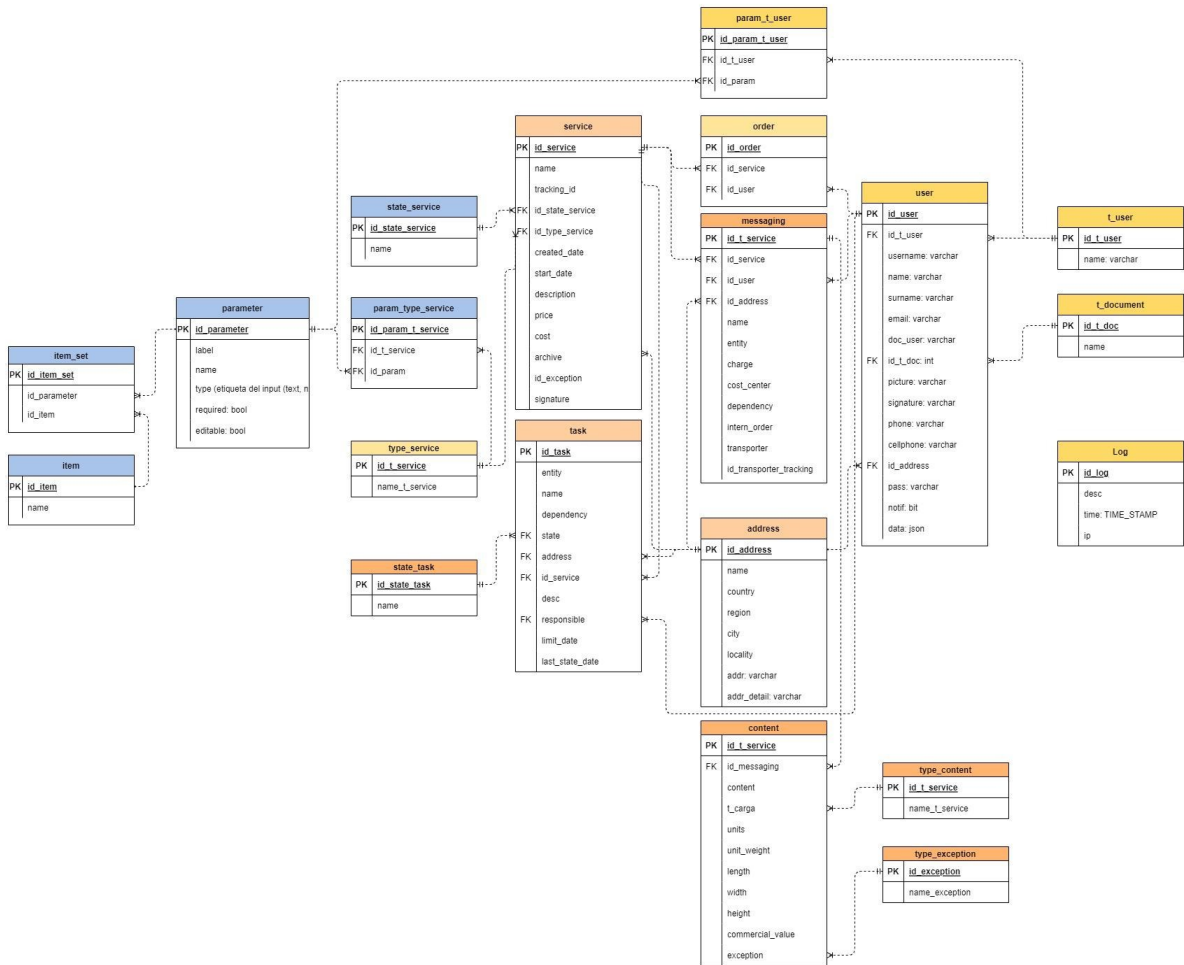 param_t_user
PK id_param_t_user
FK id_t_user
FK id_param
service
PK id_service
name
tracking_id
FK id_state_service
FK id_type_service
created_date
start_date
description
price
cost
archive
id_exception
signature
order
PK id_order
FK id_service
FK id_user
state_service
PK id_state_service
name
user
PK id_user
FK id_t_user
username: varchar
name: varchar
surname: varchar
email: varchar
doc_user: varchar
FK id_t_doc: int
picture: varchar
signature: varchar
phone: varchar
cellphone: varchar
FK id_address
pass: varchar
notif: bit
data: json
t_user
PK id_t_user
name: varchar
messaging
PK id_t_service
FK id_service
FK id_user
FK id_address
name
entity
charge
cost_center
dependency
intern_order
transporter
id_transporter_tracking
t_document
PK id_t_doc
name
parameter
PK id_parameter
label
name
type (etiqueta del input (text, n
required: bool
editable: bool
param_type_service
PK id_param_t_service
FK id_t_service
FK id_param
item_set
PK id_item_set
id_parameter
id_item
item
PK id_item
name
type_service
PK id_t_service
name_t_service
task
PK id_task
entity
name
dependency
FK state
FK address
FK id_service
desc
FK responsible
limit_date
last_state_date
Log
PK id_log
desc
time: TIME_STAMP
ip
state_task
PK id_state_task
name
address
PK id_address
name
country
region
city
locality
addr: varchar
addr_detail: varchar
content
PK id_t_service
FK id_messaging
content
t_carga
units
unit_weight
length
width
height
commercial_value
exception
type_content
PK id_t_service
name_t_service
type_exception
PK id_exception
name_exception